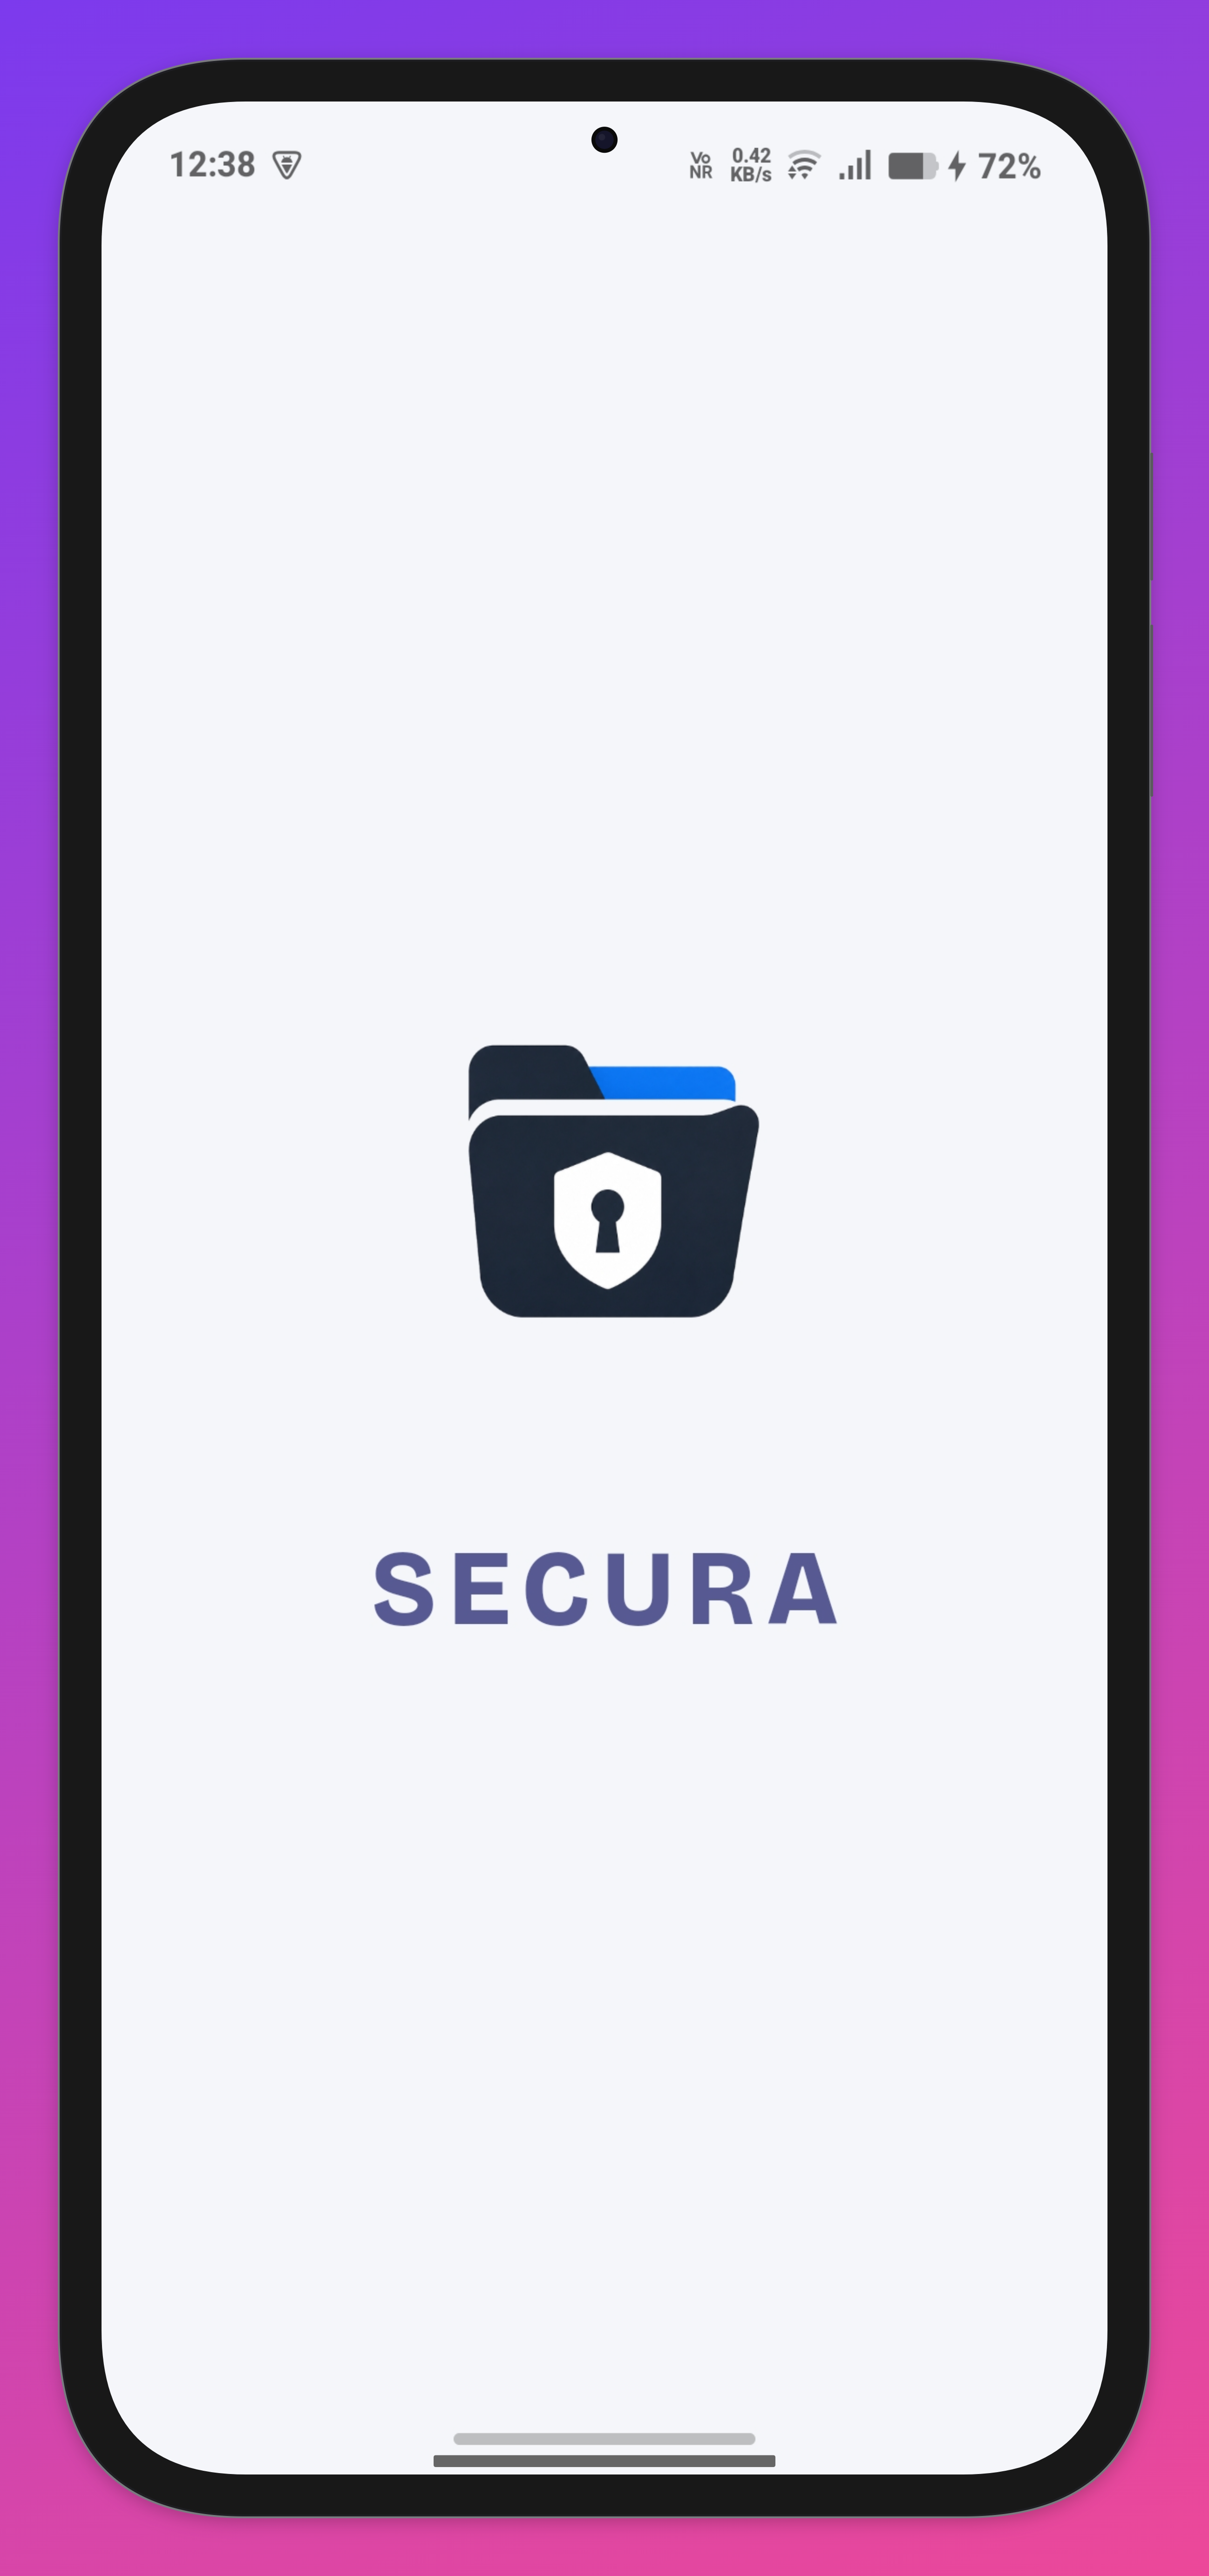 12:38
Vo
NR
0.42
KB/s
72%
SECURA